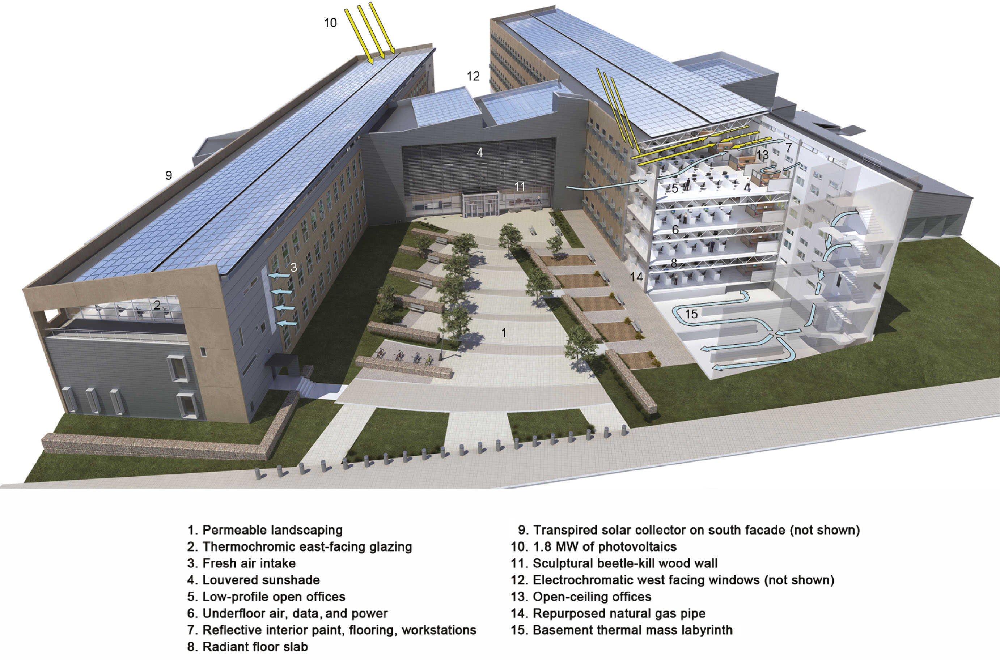 10
12
4
7
13
9
11
5
6
8
3
14
2
15
1
1. Permeable landscaping
2. Thermochromic east-facing glazing
3. Fresh air intake
4. Louvered sunshade
5. Low-profile open offices
6. Underfloor air, data, and power
7. Reflective interior paint, flooring, workstations
8. Radiant floor slab
9. Transpired solar collector on south facade (not shown)
10. 1.8 MW of photovoltaics
11. Sculptural beetle-kill wood wall
12. Electrochromatic west facing windows (not shown)
13. Open-ceiling offices
14. Repurposed natural gas pipe
15. Basement thermal mass labyrinth